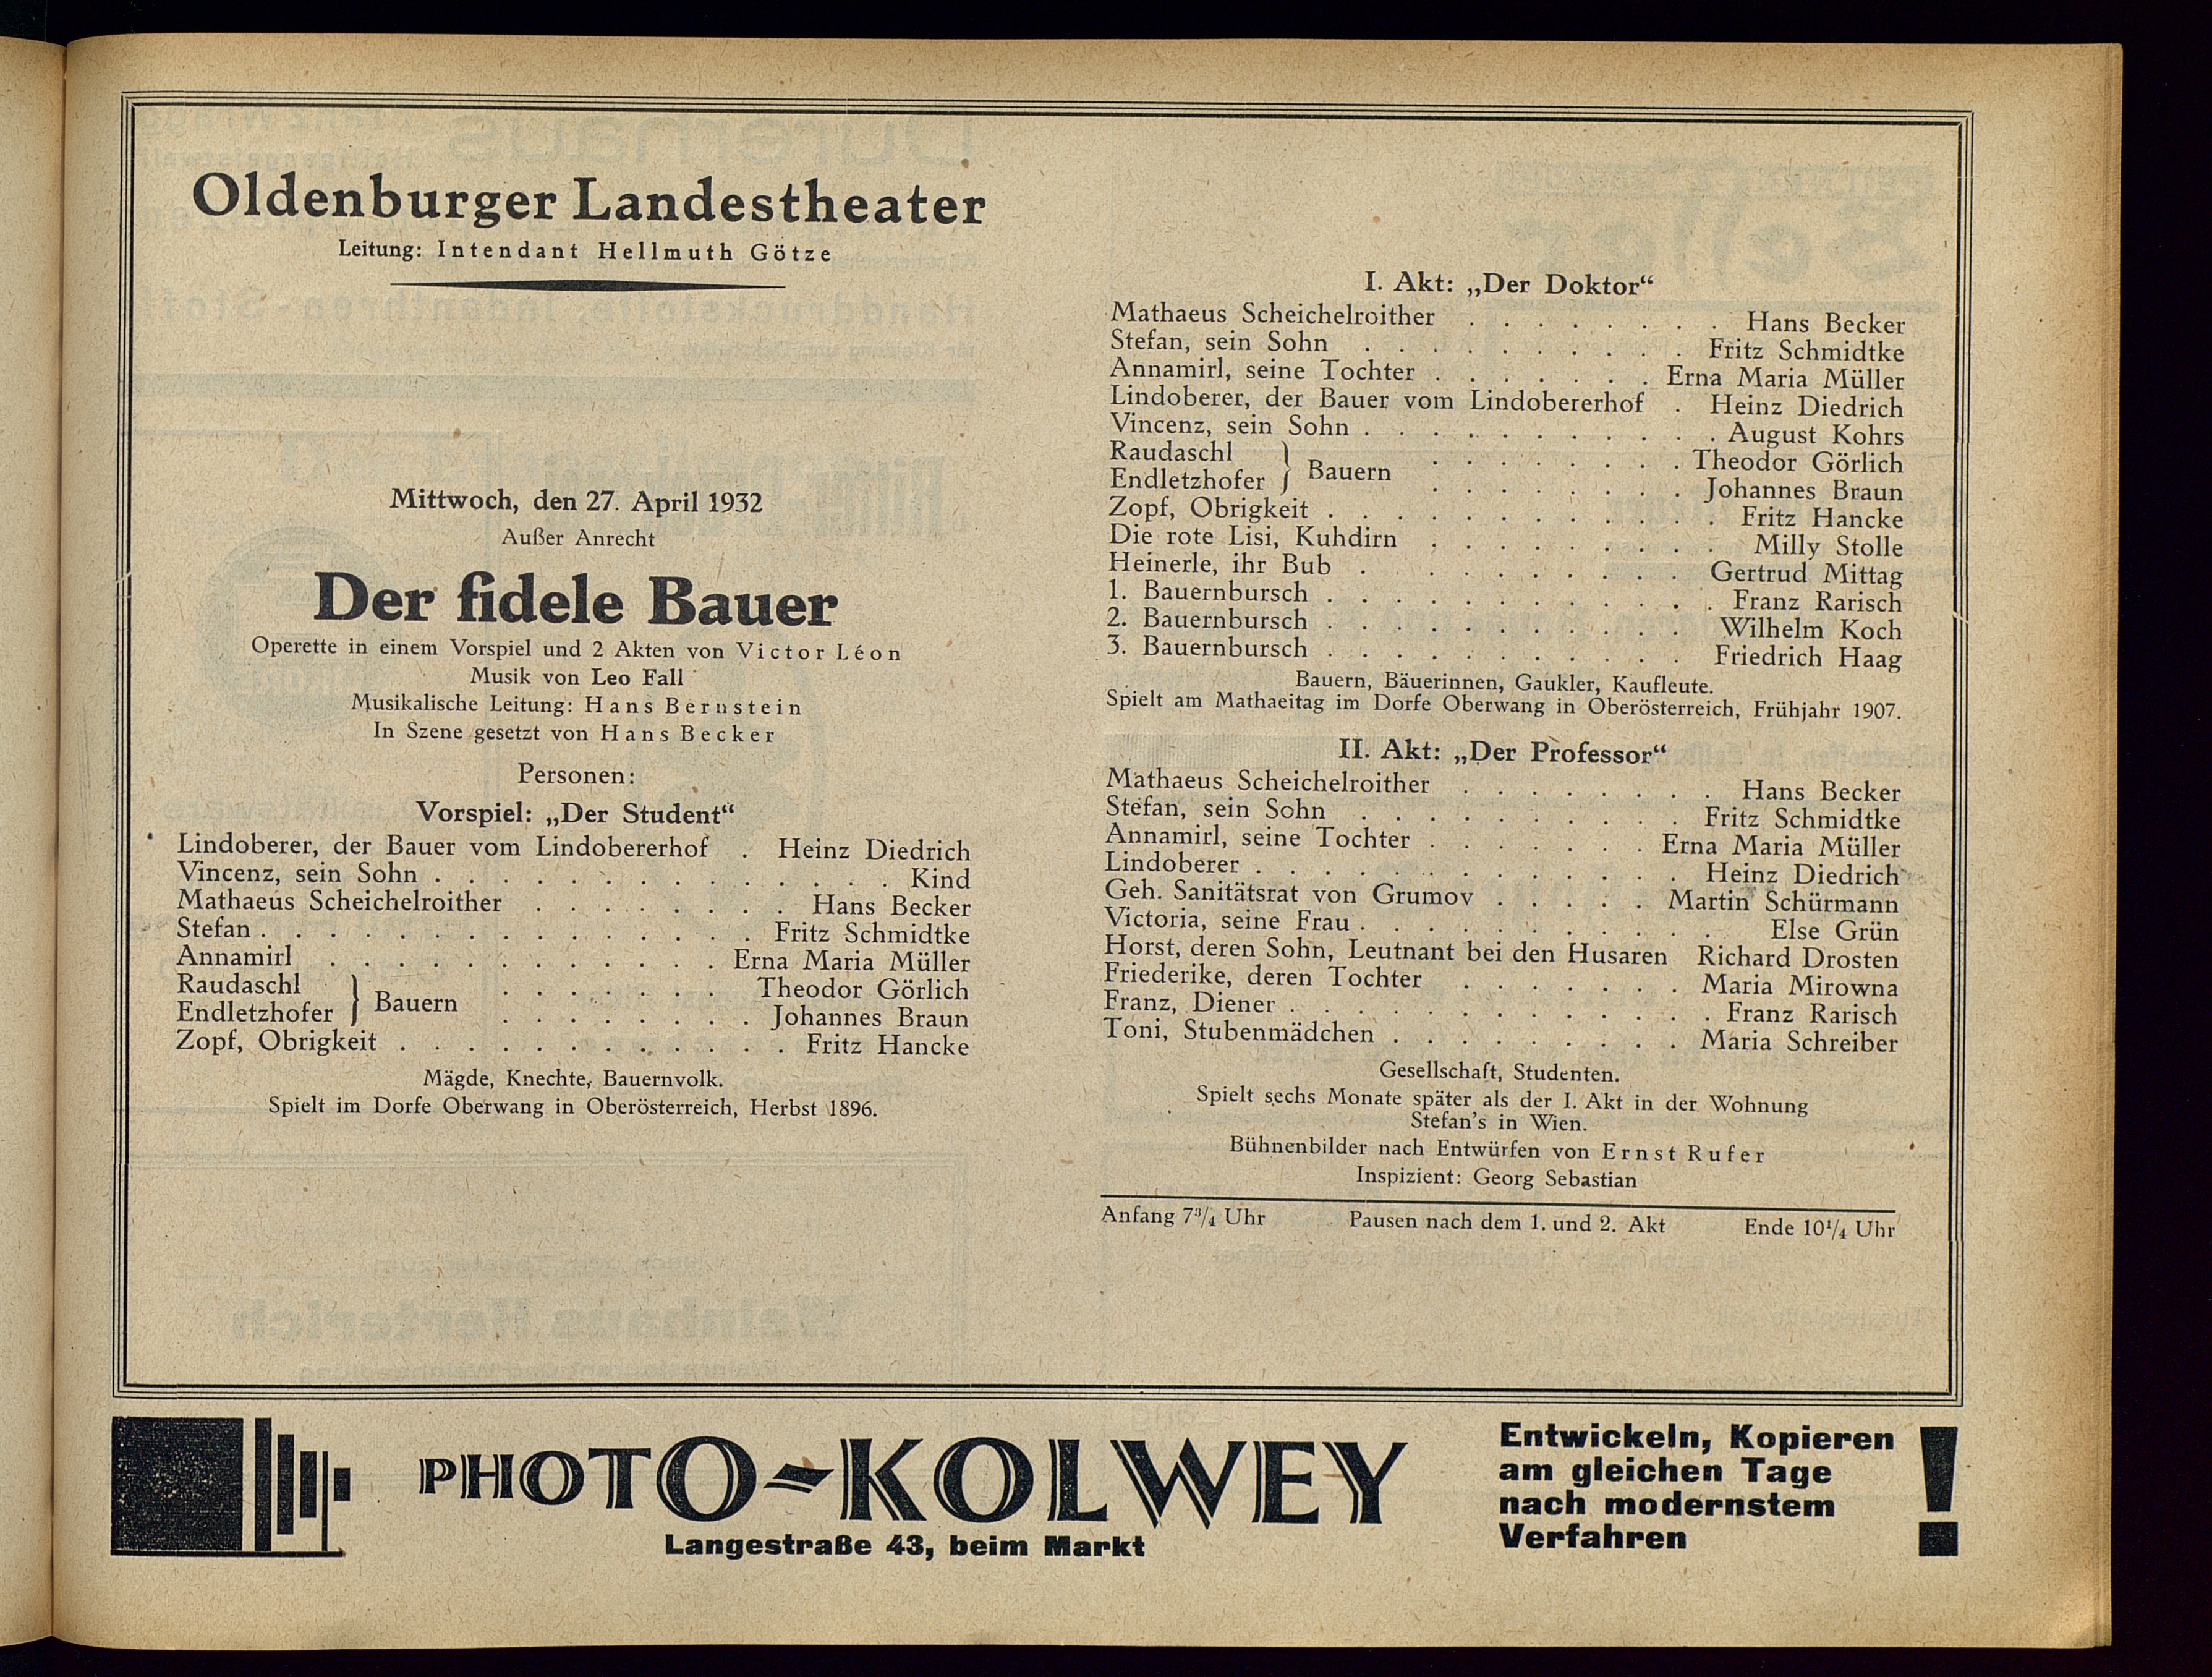 Oldenburger Landestheater
Leitung: Intendant Hellmuth Götze
Mittwoch, den 27. April 1932
Außer Anrecht
Der fidele Bauer
Operette in einem Vorspiel und 2 Akten von Victor Léon
Musik von Leo Fall
Musikalische Leitung: Hans Bernstein
In Szene gesetzt von Hans Becker
Personen:
Vorspiel: „Der Student“
Lindoberer, der Bauer vom Lindobererhof . Heinz Diedrich
Vincenz, sein Sohn . . . . . . . . . . . . . . Kind
Mathaeus Scheichelroither . . . . . . . . Hans Becker
Stefan . . . . . . . . . . . . . . . Fritz Schmidtke
Annamirl . . . . . . . . . . . . Erna Maria Müller
Raudaschl } Bauern . . . . . . . Theodor Görlich
Endletzhofer } Bauern . . . . . . . . Johannes Braun
Zopf, Obrigkeit . . . . . . . . . . . . Fritz Hancke
Mägde, Knechte, Bauernvolk.
Spielt im Dorfe Oberwang in Oberösterreich, Herbst 1896.
I. Akt: „Der Doktor“
Mathaeus Scheichelroither . . . . . . . . Hans Becker
Stefan, sein Sohn . . . . . . . . . . Fritz Schmidtke
Annamirl, seine Tochter . . . . . . . Erna Maria Müller
Lindoberer, der Bauer vom Lindobererhof . Heinz Diedrich
Vincenz, sein Sohn . . . . . . . . . . . August Kohrs
Raudaschl } Bauern . . . . . . . . Theodor Görlich
Endletzhofer } Bauern . . . . . . . . Johannes Braun
Zopf, Obrigkeit . . . . . . . . . . . . Fritz Hancke
Die rote Lisi, Kuhdirn . . . . . . . . . Milly Stolle
Heinerle, ihr Bub . . . . . . . . . . Gertrud Mittag
1. Bauernbursch . . . . . . . . . . . . Franz Rarisch
2. Bauernbursch . . . . . . . . . . . Wilhelm Koch
3. Bauernbursch . . . . . . . . . . . Friedrich Haag
Bauern, Bäuerinnen, Gaukler, Kaufleute.
Spielt am Mathaeitag im Dorfe Oberwang in Oberösterreich, Frühjahr 1907.
II. Akt: „Der Professor“
Mathaeus Scheichelroither . . . . . . . . Hans Becker
Stefan, sein Sohn . . . . . . . . . . Fritz Schmidtke
Annamirl, seine Tochter . . . . . . . Erna Maria Müller
Lindoberer . . . . . . . . . . . . . Heinz Diedrich
Geh. Sanitätsrat von Grumov . . . . . Martin Schürmann
Victoria, seine Frau . . . . . . . . . . . Else Grün
Horst, deren Sohn, Leutnant bei den Husaren Richard Drosten
Friederike, deren Tochter . . . . . . . Maria Mirowna
Franz, Diener . . . . . . . . . . . . . Franz Rarisch
Toni, Stubenmädchen . . . . . . . . . Maria Schreiber
Gesellschaft, Studenten.
Spielt sechs Monate später als der I. Akt in der Wohnung
Stefan's in Wien.
Bühnenbilder nach Entwürfen von Ernst Rufer
Inspizient: Georg Sebastian
Anfang 7¾ Uhr Pausen nach dem 1. und 2. Akt Ende 10¼ Uhr
PHOTO-KOLWEY
Langestraße 43, beim Markt
Entwickeln, Kopieren
am gleichen Tage
nach modernstem
Verfahren !